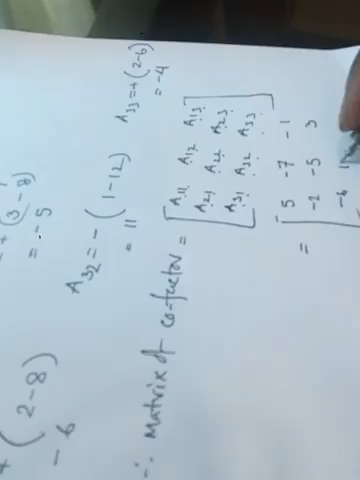 +(3-8)
= -5
+(2-8)
-6
A₃₂ = -(1-12)
= 11
A₃₃ = +(2-6)
= -4
∴ Matrix of co-factor = [A₁₁ A₁₂ A₁₃
A₂₁ A₂₂ A₂₃
A₃₁ A₃₂ A₃₃]
= [5 -7 -1
-2 -5 3
-6 1